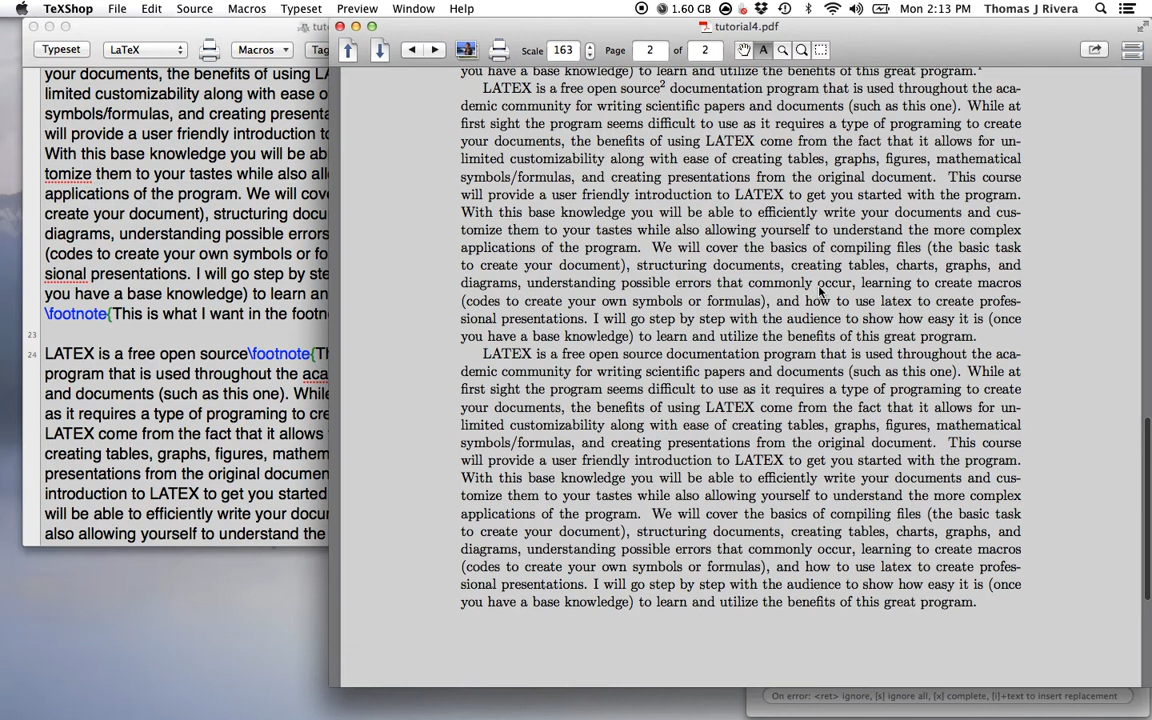 TeXShop File Edit Source Macros Typeset Preview Window Help 1.60 GB Mon 2:13 PM Thomas J Rivera
tutorial4.pdf
Typeset LaTeX Macros Tag
Scale 163 Page 2 of 2
your documents, the benefits of using LA
limited customizability along with ease o
symbols/formulas, and creating presenta
will provide a user friendly introduction to
With this base knowledge you will be ab
tomize them to your tastes while also all
applications of the program. We will cove
create your document), structuring docu
diagrams, understanding possible errors
(codes to create your own symbols or fo
sional presentations. I will go step by ste
you have a base knowledge) to learn an
\footnote{This is what I want in the footn
23
24 LATEX is a free open source\footnote{Th
program that is used throughout the aca
and documents (such as this one). While
as it requires a type of programing to cre
LATEX come from the fact that it allows
creating tables, graphs, figures, mathem
presentations from the original documen
introduction to LATEX to get you started
will be able to efficiently write your docu
also allowing yourself to understand the
you have a base knowledge) to learn and utilize the benefits of this great program.¹
LATEX is a free open source² documentation program that is used throughout the aca-
demic community for writing scientific papers and documents (such as this one). While at
first sight the program seems difficult to use as it requires a type of programing to create
your documents, the benefits of using LATEX come from the fact that it allows for un-
limited customizability along with ease of creating tables, graphs, figures, mathematical
symbols/formulas, and creating presentations from the original document. This course
will provide a user friendly introduction to LATEX to get you started with the program.
With this base knowledge you will be able to efficiently write your documents and cus-
tomize them to your tastes while also allowing yourself to understand the more complex
applications of the program. We will cover the basics of compiling files (the basic task
to create your document), structuring documents, creating tables, charts, graphs, and
diagrams, understanding possible errors that commonly occur, learning to create macros
(codes to create your own symbols or formulas), and how to use latex to create profes-
sional presentations. I will go step by step with the audience to show how easy it is (once
you have a base knowledge) to learn and utilize the benefits of this great program.
LATEX is a free open source documentation program that is used throughout the aca-
demic community for writing scientific papers and documents (such as this one). While at
first sight the program seems difficult to use as it requires a type of programing to create
your documents, the benefits of using LATEX come from the fact that it allows for un-
limited customizability along with ease of creating tables, graphs, figures, mathematical
symbols/formulas, and creating presentations from the original document. This course
will provide a user friendly introduction to LATEX to get you started with the program.
With this base knowledge you will be able to efficiently write your documents and cus-
tomize them to your tastes while also allowing yourself to understand the more complex
applications of the program. We will cover the basics of compiling files (the basic task
to create your document), structuring documents, creating tables, charts, graphs, and
diagrams, understanding possible errors that commonly occur, learning to create macros
(codes to create your own symbols or formulas), and how to use latex to create profes-
sional presentations. I will go step by step with the audience to show how easy it is (once
you have a base knowledge) to learn and utilize the benefits of this great program.
On error: <ret> ignore, [s] ignore all, [x] complete, [i]+text to insert replacement